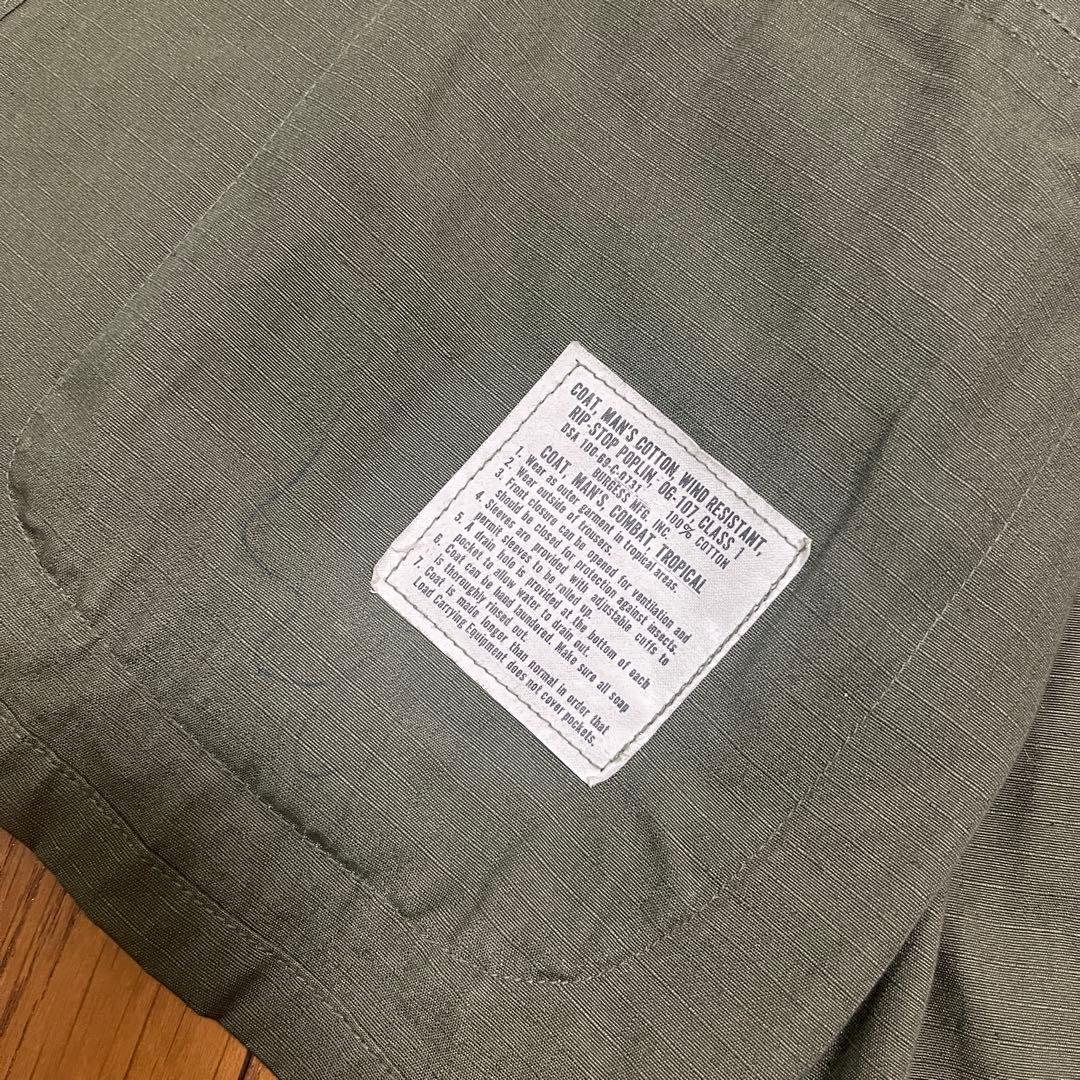 COAT, MAN'S COTTON, WIND RESISTANT,
RIP-STOP POPLIN, OG-107 CLASS 1
DSA 100-69-C-0731 100% COTTON
BURGESS MFG. INC.
COAT, MAN'S, COMBAT, TROPICAL
1. Wear as outer garment in tropical areas.
2. Wear outside of trousers.
3. Front closure can be opened for ventilation and
should be closed for protection against insects.
4. Sleeves are provided with adjustable cuffs to
permit sleeves to be rolled up.
5. A drain hole is provided at the bottom of each
pocket to allow water to drain out.
6. Coat can be hand laundered. Make sure all soap
is thoroughly rinsed out.
7. Coat is made longer than normal in order that
Load Carrying Equipment does not cover pockets.